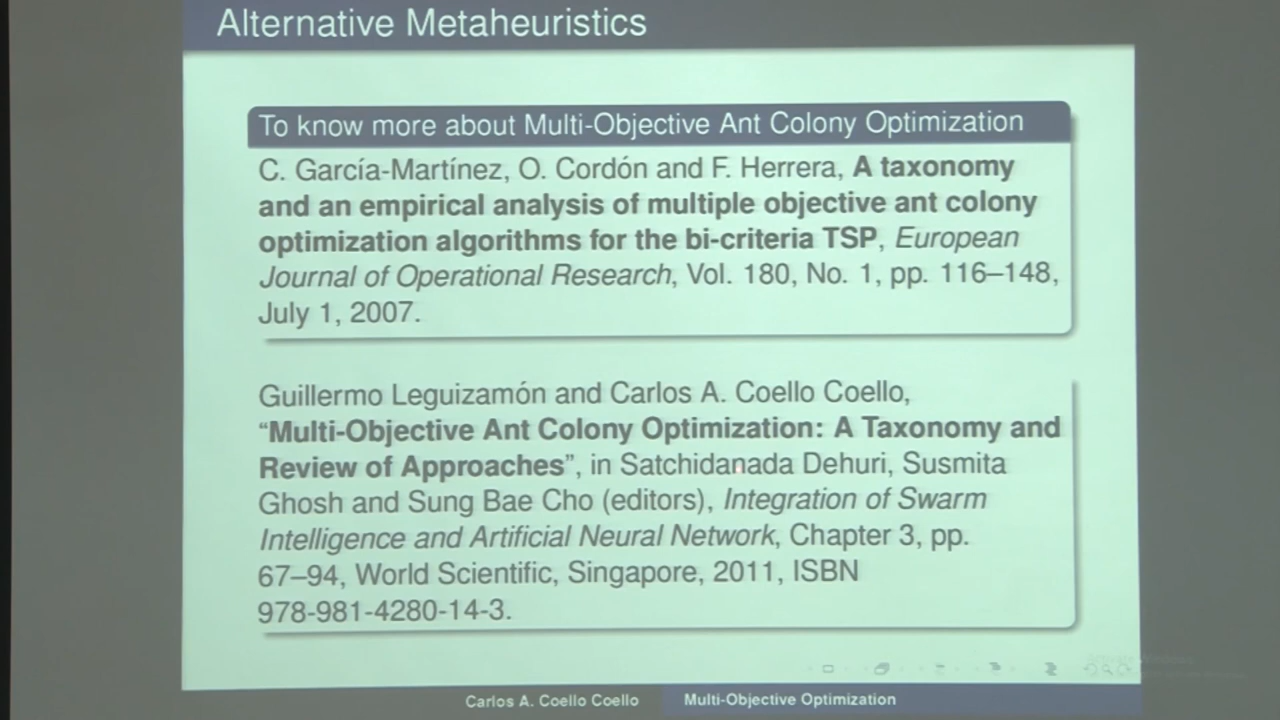 Alternative Metaheuristics
To know more about Multi-Objective Ant Colony Optimization
C. García-Martínez, O. Cordón and F. Herrera, A taxonomy
and an empirical analysis of multiple objective ant colony
optimization algorithms for the bi-criteria TSP, European
Journal of Operational Research, Vol. 180, No. 1, pp. 116–148,
July 1, 2007.
Guillermo Leguizamón and Carlos A. Coello Coello,
“Multi-Objective Ant Colony Optimization: A Taxonomy and
Review of Approaches”, in Satchidanada Dehuri, Susmita
Ghosh and Sung Bae Cho (editors), Integration of Swarm
Intelligence and Artificial Neural Network, Chapter 3, pp.
67–94, World Scientific, Singapore, 2011, ISBN
978-981-4280-14-3.
Carlos A. Coello Coello Multi-Objective Optimization